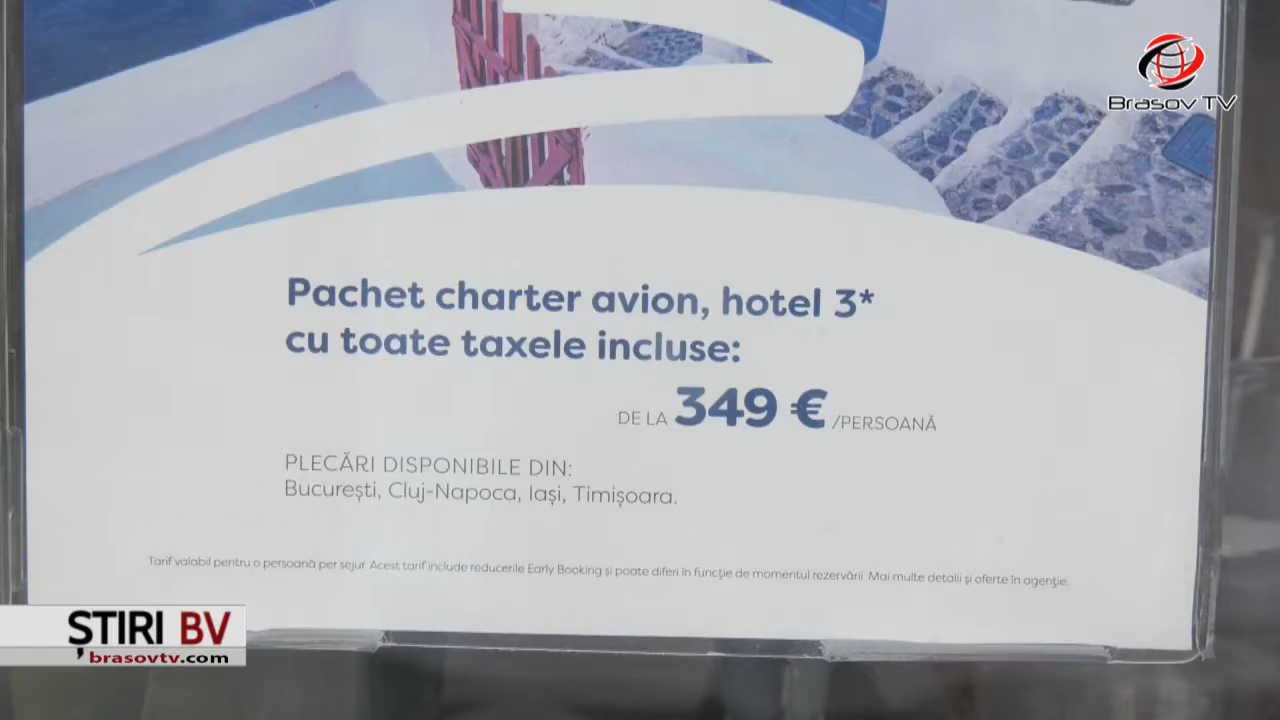 Brasov TV
Pachet charter avion, hotel 3*
cu toate taxele incluse:
DE LA 349 € /PERSOANĂ
PLECĂRI DISPONIBILE DIN:
București, Cluj-Napoca, Iași, Timișoara.
Tarif valabil pentru o persoană per sejur. Acest tarif include reducerile Early Booking și poate diferi în funcție de momentul rezervării. Mai multe detalii și oferte în agenție.
ȘTIRI BV
brasovtv.com